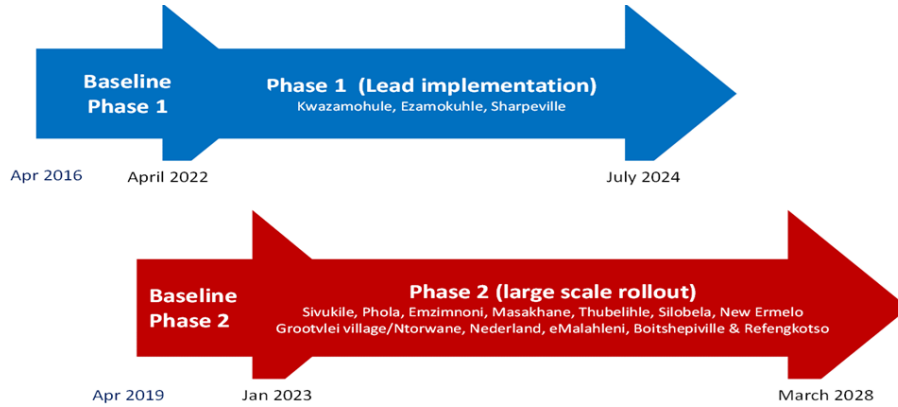 Baseline
Phase 1
Phase 1 (Lead implementation)
Kwazamohule, Ezamokuhle, Sharpeville
Apr 2016
April 2022
July 2024
Baseline
Phase 2
Phase 2 (large scale rollout)
Sivukile, Phola, Emzimnoni, Masakhane, Thubelihle, Silobela, New Ermelo
Grootvlei village/Ntorwane, Nederland, eMalahleni, Boitshepiville & Refengkotso
Apr 2019
Jan 2023
March 2028